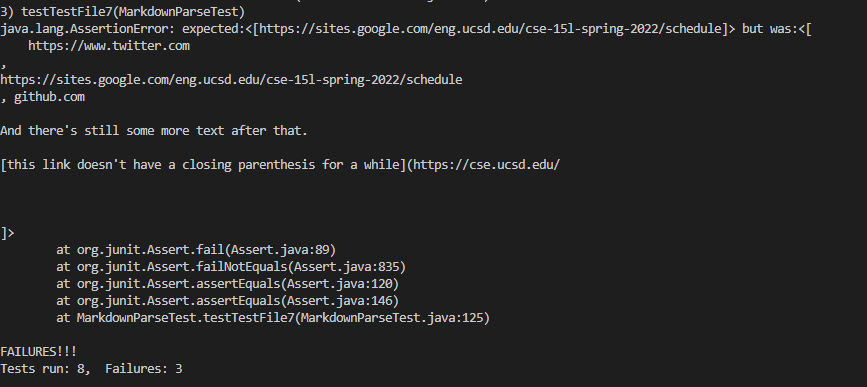 3) testTestFile7(MarkdownParseTest)
java.lang.AssertionError: expected:<[https://sites.google.com/eng.ucsd.edu/cse-15l-spring-2022/schedule]> but was:<[
    https://www.twitter.com
,
https://sites.google.com/eng.ucsd.edu/cse-15l-spring-2022/schedule
, github.com

And there's still some more text after that.

[this link doesn't have a closing parenthesis for a while](https://cse.ucsd.edu/



]>
        at org.junit.Assert.fail(Assert.java:89)
        at org.junit.Assert.failNotEquals(Assert.java:835)
        at org.junit.Assert.assertEquals(Assert.java:120)
        at org.junit.Assert.assertEquals(Assert.java:146)
        at MarkdownParseTest.testTestFile7(MarkdownParseTest.java:125)

FAILURES!!!
Tests run: 8,  Failures: 3